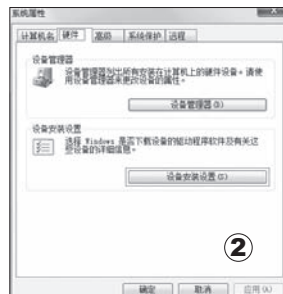 系统属性
计算机名 硬件 高级 系统保护 远程
设备管理器
设备管理器列出所有安装在计算机上的硬件设备。请使
用设备管理器来更改设备的属性。
设备管理器(D)
设备安装设置
选择 Windows 是否下载设备的驱动程序软件及有关这
些设备的详细信息。
设备安装设置(S)
2
确定 取消 应用(A)